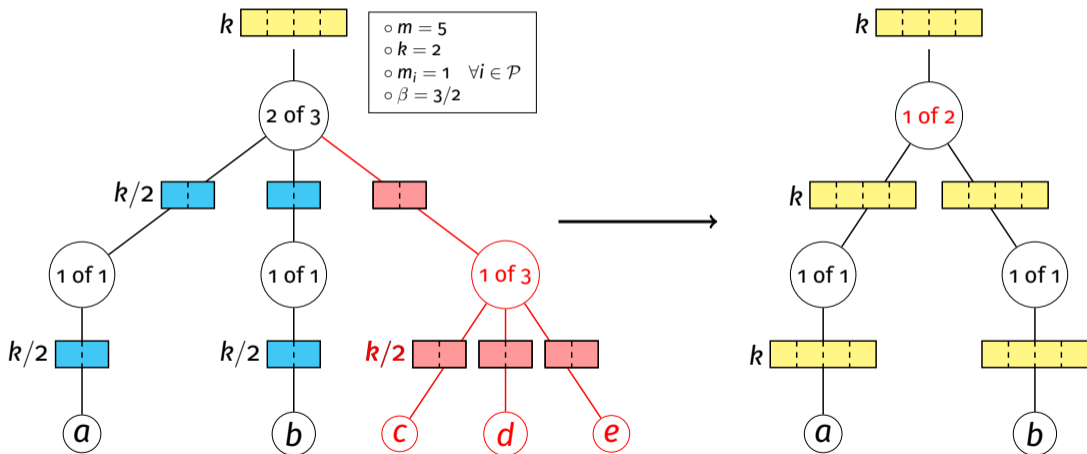 k
∘ m = 5
∘ k = 2
∘ mᵢ = 1 ∀i ∈ 𝒫
∘ β = 3/2
k
2 of 3
1 of 2
k/2
k
1 of 1
1 of 1
1 of 3
1 of 1
1 of 1
k/2
k/2
k/2
k
a
b
c
d
e
a
b